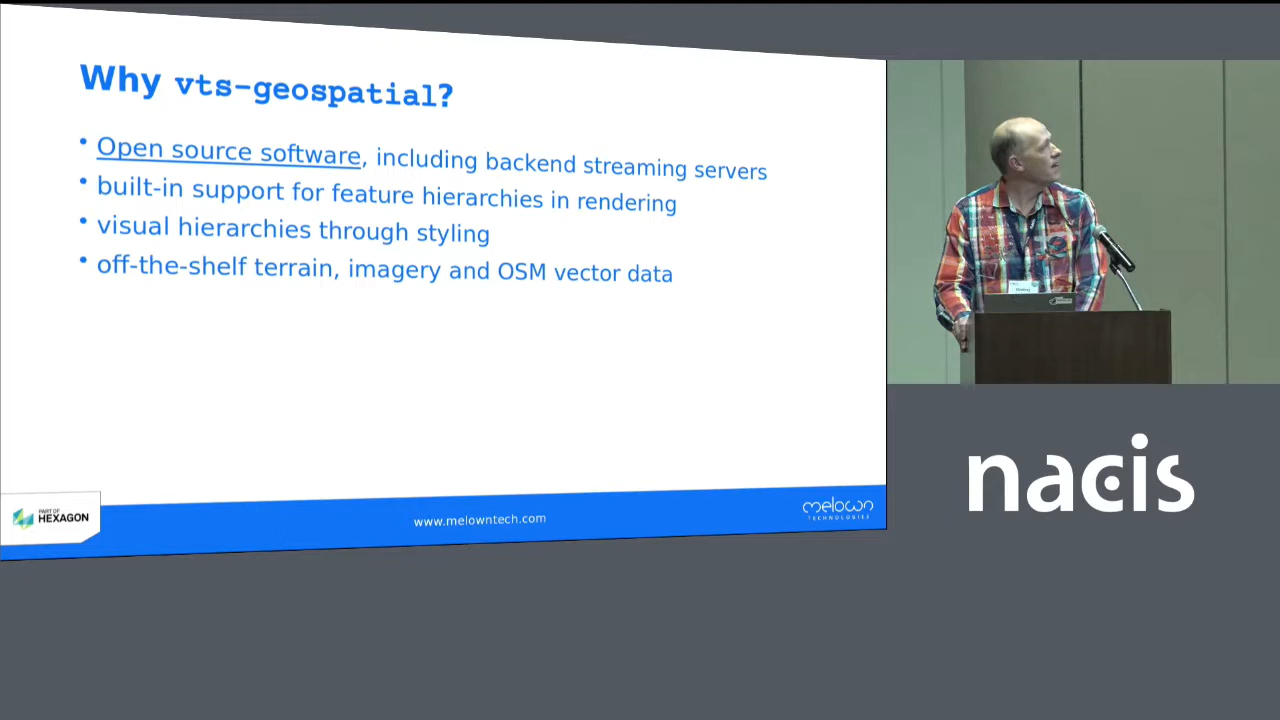 Why vts-geospatial?
• Open source software, including backend streaming servers
• built-in support for feature hierarchies in rendering
• visual hierarchies through styling
• off-the-shelf terrain, imagery and OSM vector data
PART OF
HEXAGON
www.melowntech.com
melown
TECHNOLOGIES
nacis